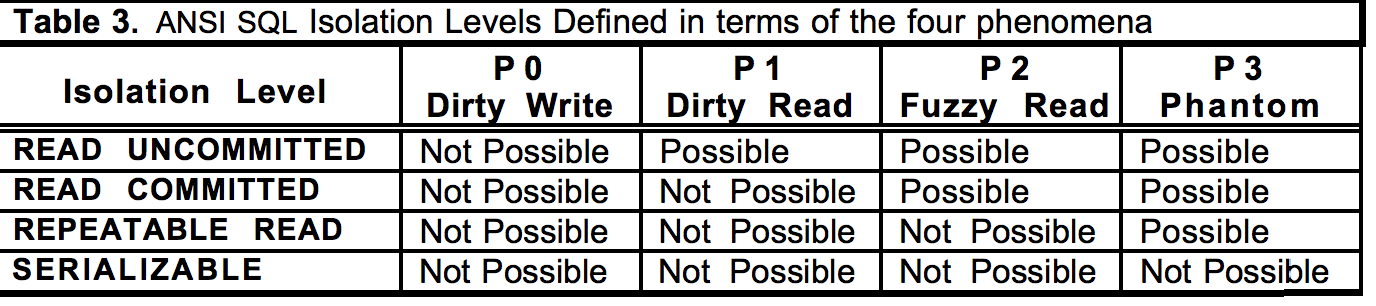 Table 3. ANSI SQL Isolation Levels Defined in terms of the four phenomena
Isolation Level P 0 Dirty Write P 1 Dirty Read P 2 Fuzzy Read P 3 Phantom
READ UNCOMMITTED Not Possible Possible Possible Possible
READ COMMITTED Not Possible Not Possible Possible Possible
REPEATABLE READ Not Possible Not Possible Not Possible Possible
SERIALIZABLE Not Possible Not Possible Not Possible Not Possible